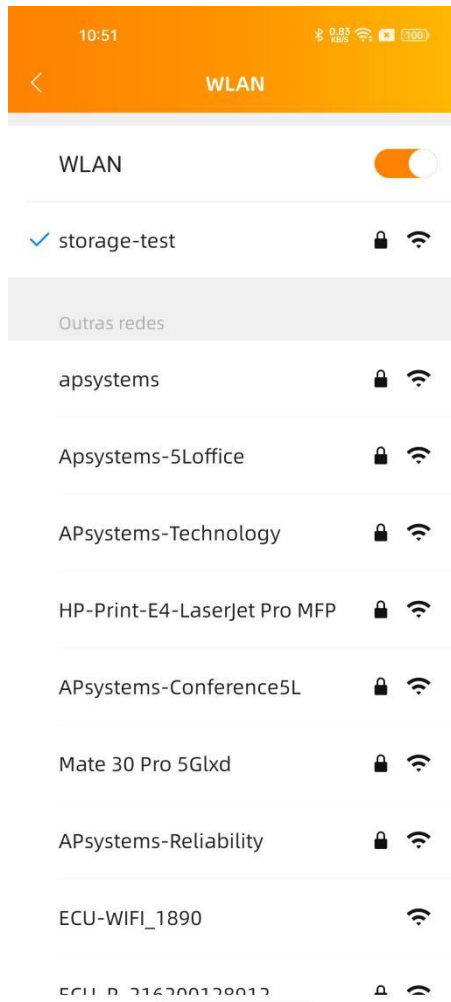 10:51
0.83
KB/S
100
WLAN
WLAN
storage-test
Outras redes
apsystems
Apsystems-5Loffice
APsystems-Technology
HP-Print-E4-LaserJet Pro MFP
APsystems-Conference5L
Mate 30 Pro 5Glxd
APsystems-Reliability
ECU-WIFI_1890